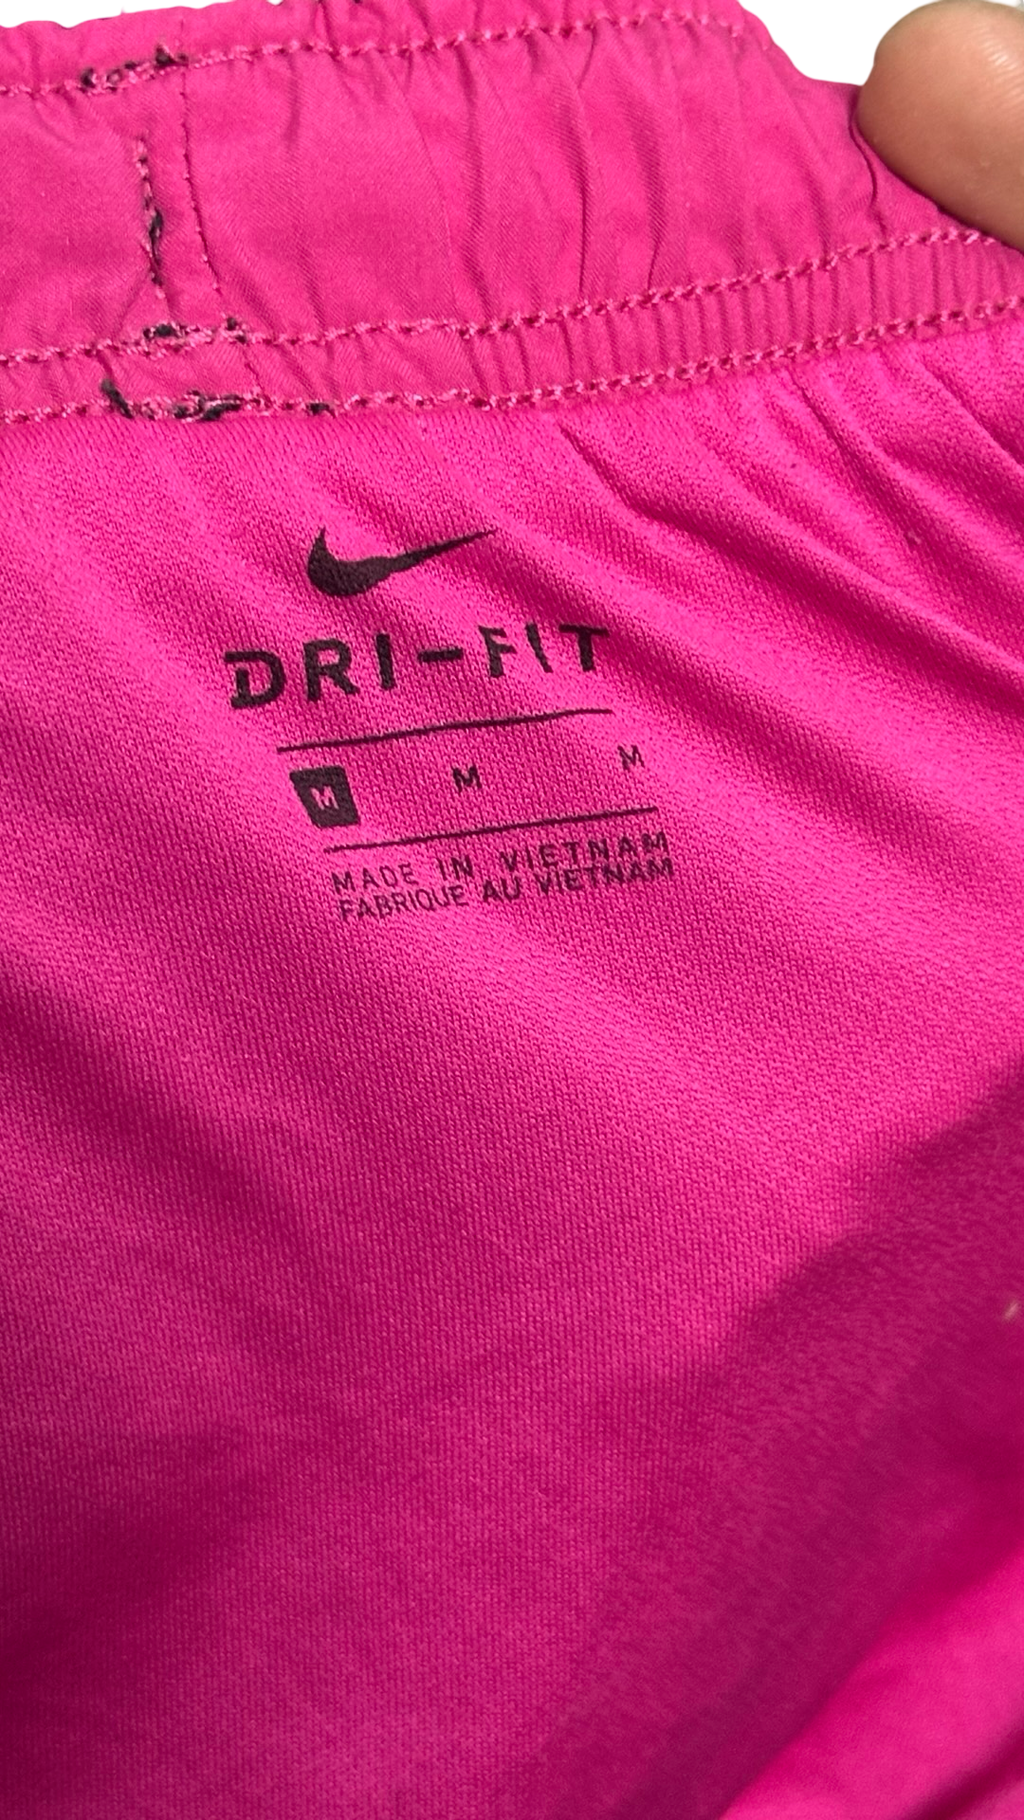 DRI-FIT
M M M
MADE IN VIETNAM
FABRIQUE AU VIETNAM